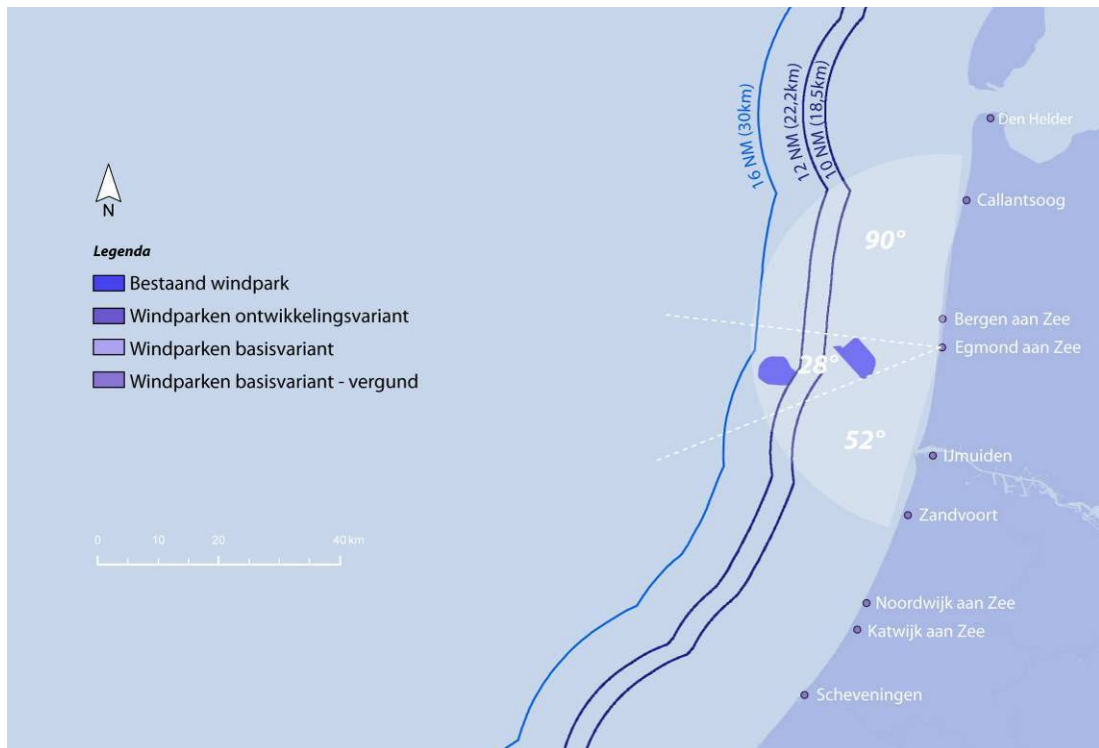 16 NM (30km)
12 NM (22,2km)
10 NM (18,5km)
Den Helder
N
Callantsoog
90°
Legenda
Bestaand windpark
Windparken ontwikkelingsvariant
Windparken basisvariant
Windparken basisvariant - vergund
Bergen aan Zee
Egmond aan Zee
28°
52°
IJmuiden
Zandvoort
0 10 20 40 km
Noordwijk aan Zee
Katwijk aan Zee
Scheveningen